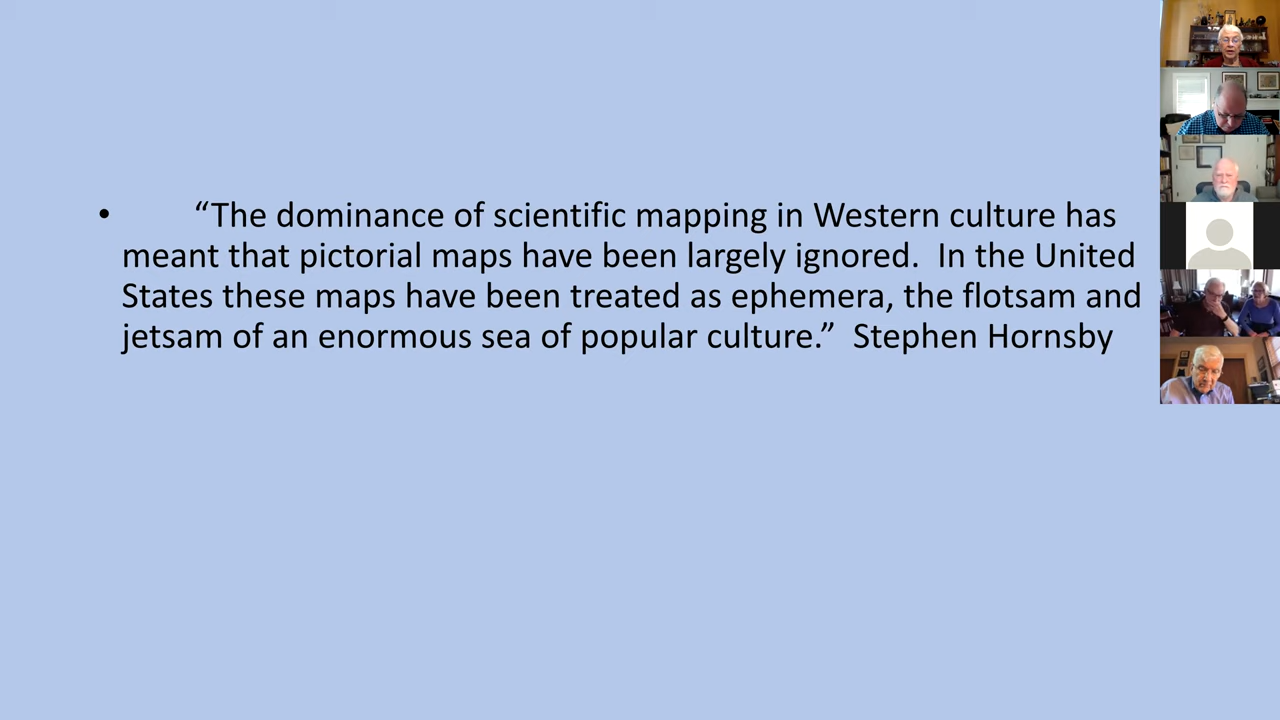 • “The dominance of scientific mapping in Western culture has
meant that pictorial maps have been largely ignored.  In the United
States these maps have been treated as ephemera, the flotsam and
jetsam of an enormous sea of popular culture.”  Stephen Hornsby